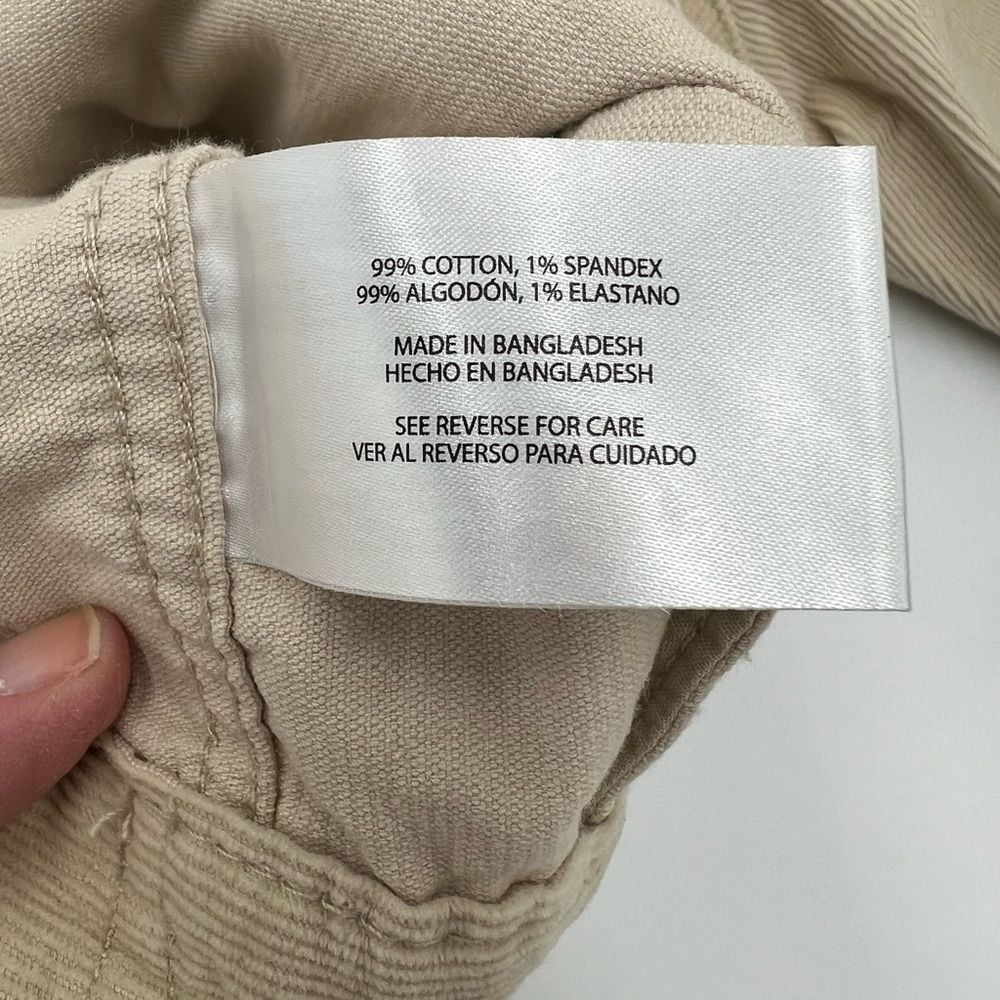 99% COTTON, 1% SPANDEX
99% ALGODÓN, 1% ELASTANO
MADE IN BANGLADESH
HECHO EN BANGLADESH
SEE REVERSE FOR CARE
VER AL REVERSO PARA CUIDADO